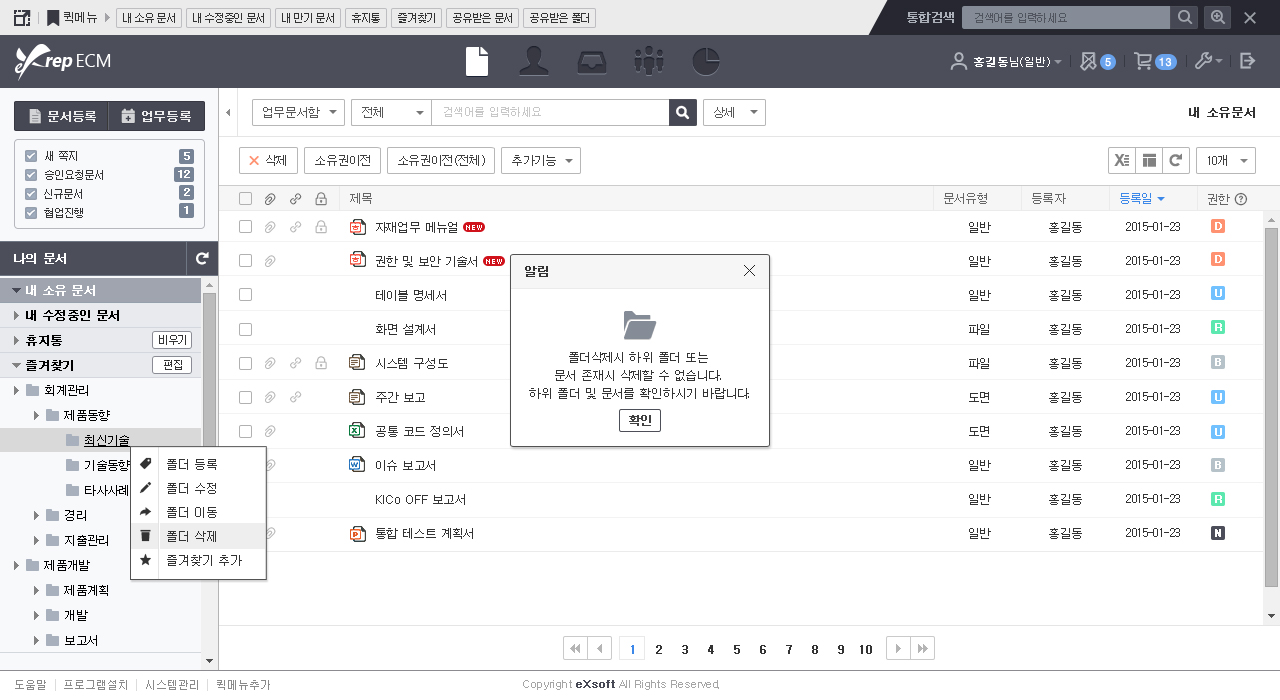 퀵메뉴 내 소유 문서 내 수정중인 문서 내 만기 문서 휴지통 즐겨찾기 공유받은 문서 공유받은 폴더 통합검색 검색어를 입력하세요
Xrep ECM 홍길동님(일반) 5 13
문서등록 업무등록
새 쪽지 5
승인요청문서 12
신규문서 2
협업진행 1
나의 문서
내 소유 문서
내 수정중인 문서
휴지통 비우기
즐겨찾기 편집
회계관리
제품동향
최신기술
기술동향
타사사례
경리
지출관리
제품개발
제품계획
개발
보고서
폴더 등록
폴더 수정
폴더 이동
폴더 삭제
즐겨찾기 추가
업무문서함 전체 검색어를 입력하세요 상세 내 소유문서
삭제 소유권이전 소유권이전(전체) 추가기능 10개
제목 문서유형 등록자 등록일 권한
자재업무 메뉴얼 NEW 일반 홍길동 2015-01-23 D
권한 및 보안 기술서 NEW 일반 홍길동 2015-01-23 D
테이블 명세서 일반 홍길동 2015-01-23 U
화면 설계서 파일 홍길동 2015-01-23 R
시스템 구성도 파일 홍길동 2015-01-23 B
주간 보고 도면 홍길동 2015-01-23 U
공통 코드 정의서 도면 홍길동 2015-01-23 U
이슈 보고서 일반 홍길동 2015-01-23 B
KICo OFF 보고서 일반 홍길동 2015-01-23 R
통합 테스트 계획서 일반 홍길동 2015-01-23 N
알림
폴더삭제시 하위 폴더 또는
문서 존재시 삭제할 수 없습니다.
하위 폴더 및 문서를 확인하시기 바랍니다.
확인
1 2 3 4 5 6 7 8 9 10
도움말 프로그램설치 시스템관리 퀵메뉴추가 Copyright eXsoft All Rights Reserved.